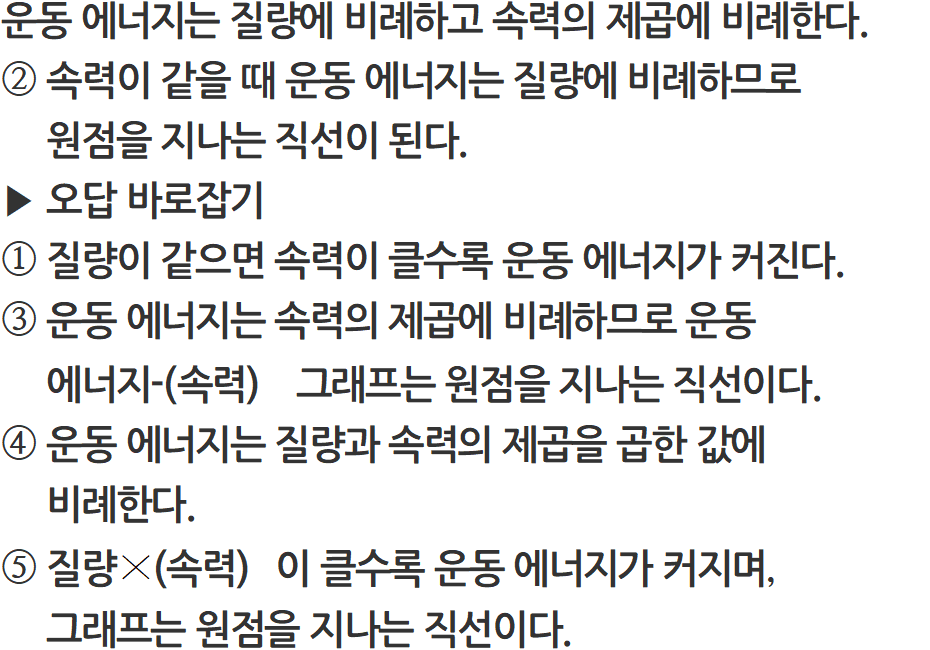 운동 에너지는 질량에 비례하고 속력의 제곱에 비례한다.
② 속력이 같을 때 운동 에너지는 질량에 비례하므로
원점을 지나는 직선이 된다.
▶ 오답 바로잡기
① 질량이 같으면 속력이 클수록 운동 에너지가 커진다.
③ 운동 에너지는 속력의 제곱에 비례하므로 운동
에너지-(속력) 그래프는 원점을 지나는 직선이다.
④ 운동 에너지는 질량과 속력의 제곱을 곱한 값에
비례한다.
⑤ 질량×(속력) 이 클수록 운동 에너지가 커지며,
그래프는 원점을 지나는 직선이다.